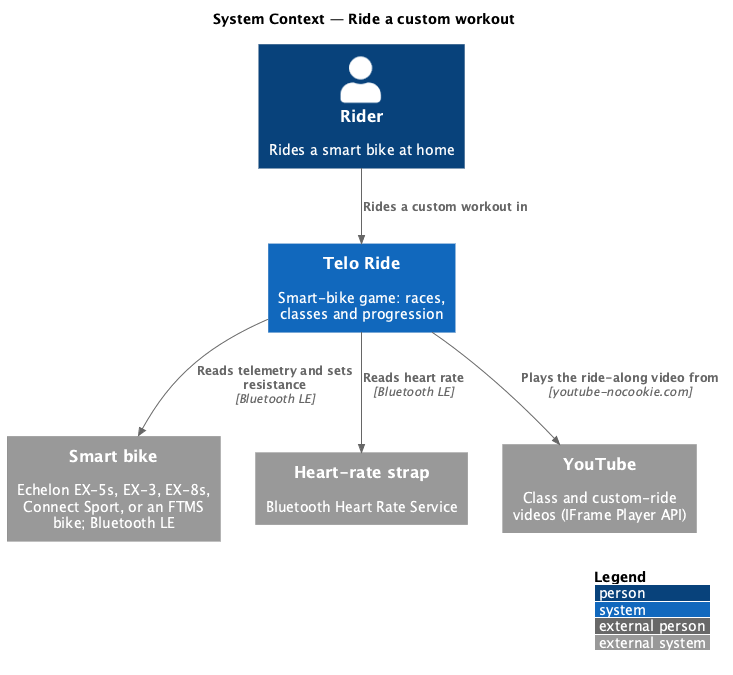 System Context — Ride a custom workout
Rider
Rides a smart bike at home
Rides a custom workout in
Telo Ride
Smart-bike game: races,
classes and progression
Reads telemetry and sets
resistance
[Bluetooth LE]
Reads heart rate
[Bluetooth LE]
Plays the ride-along video from
[youtube-nocookie.com]
Smart bike
Echelon EX-5s, EX-3, EX-8s,
Connect Sport, or an FTMS
bike; Bluetooth LE
Heart-rate strap
Bluetooth Heart Rate Service
YouTube
Class and custom-ride
videos (IFrame Player API)
Legend
person
system
external person
external system